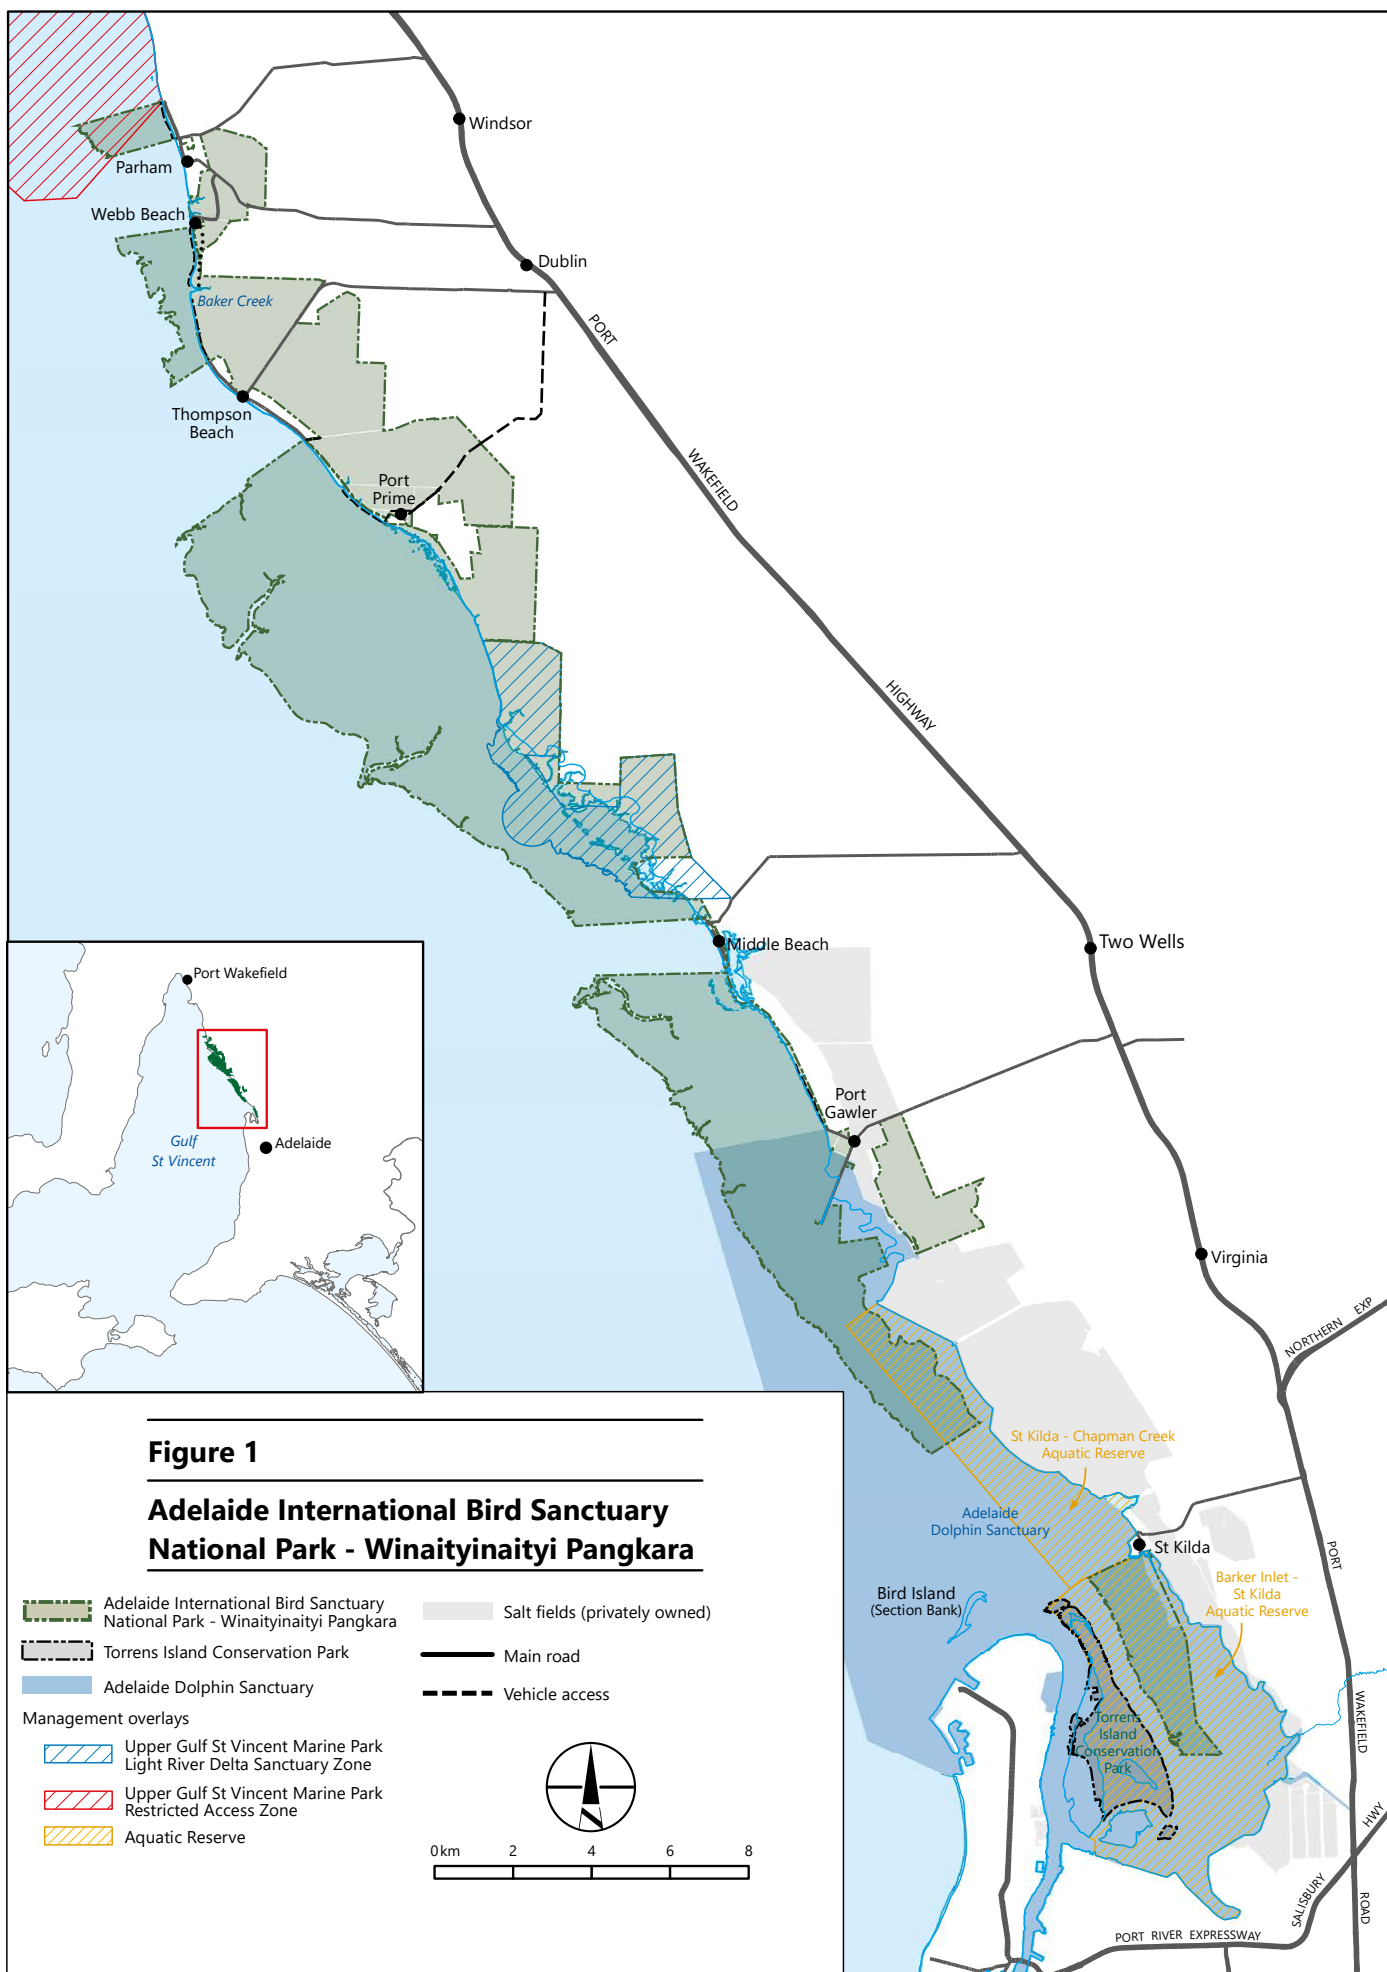 Windsor
Parham
Webb Beach
Dublin
Baker Creek
PORT
Thompson
Beach
WAKEFIELD
Port
Prime
HIGHWAY
Middle Beach
Two Wells
Port Wakefield
Gulf
St Vincent
Adelaide
Port
Gawler
Virginia
NORTHERN EXP
St Kilda - Chapman Creek
Aquatic Reserve
Adelaide
Dolphin Sanctuary
St Kilda
PORT
Bird Island
(Section Bank)
Barker Inlet -
St Kilda
Aquatic Reserve
Torrens
Island
Conservation
Park
WAKEFIELD
HWY
SALISBURY
ROAD
PORT RIVER EXPRESSWAY
Figure 1
Adelaide International Bird Sanctuary
National Park - Winaityinaityi Pangkara
Adelaide International Bird Sanctuary
National Park - Winaityinaityi Pangkara
Torrens Island Conservation Park
Adelaide Dolphin Sanctuary
Management overlays
Upper Gulf St Vincent Marine Park
Light River Delta Sanctuary Zone
Upper Gulf St Vincent Marine Park
Restricted Access Zone
Aquatic Reserve
Salt fields (privately owned)
Main road
Vehicle access
0km 2 4 6 8